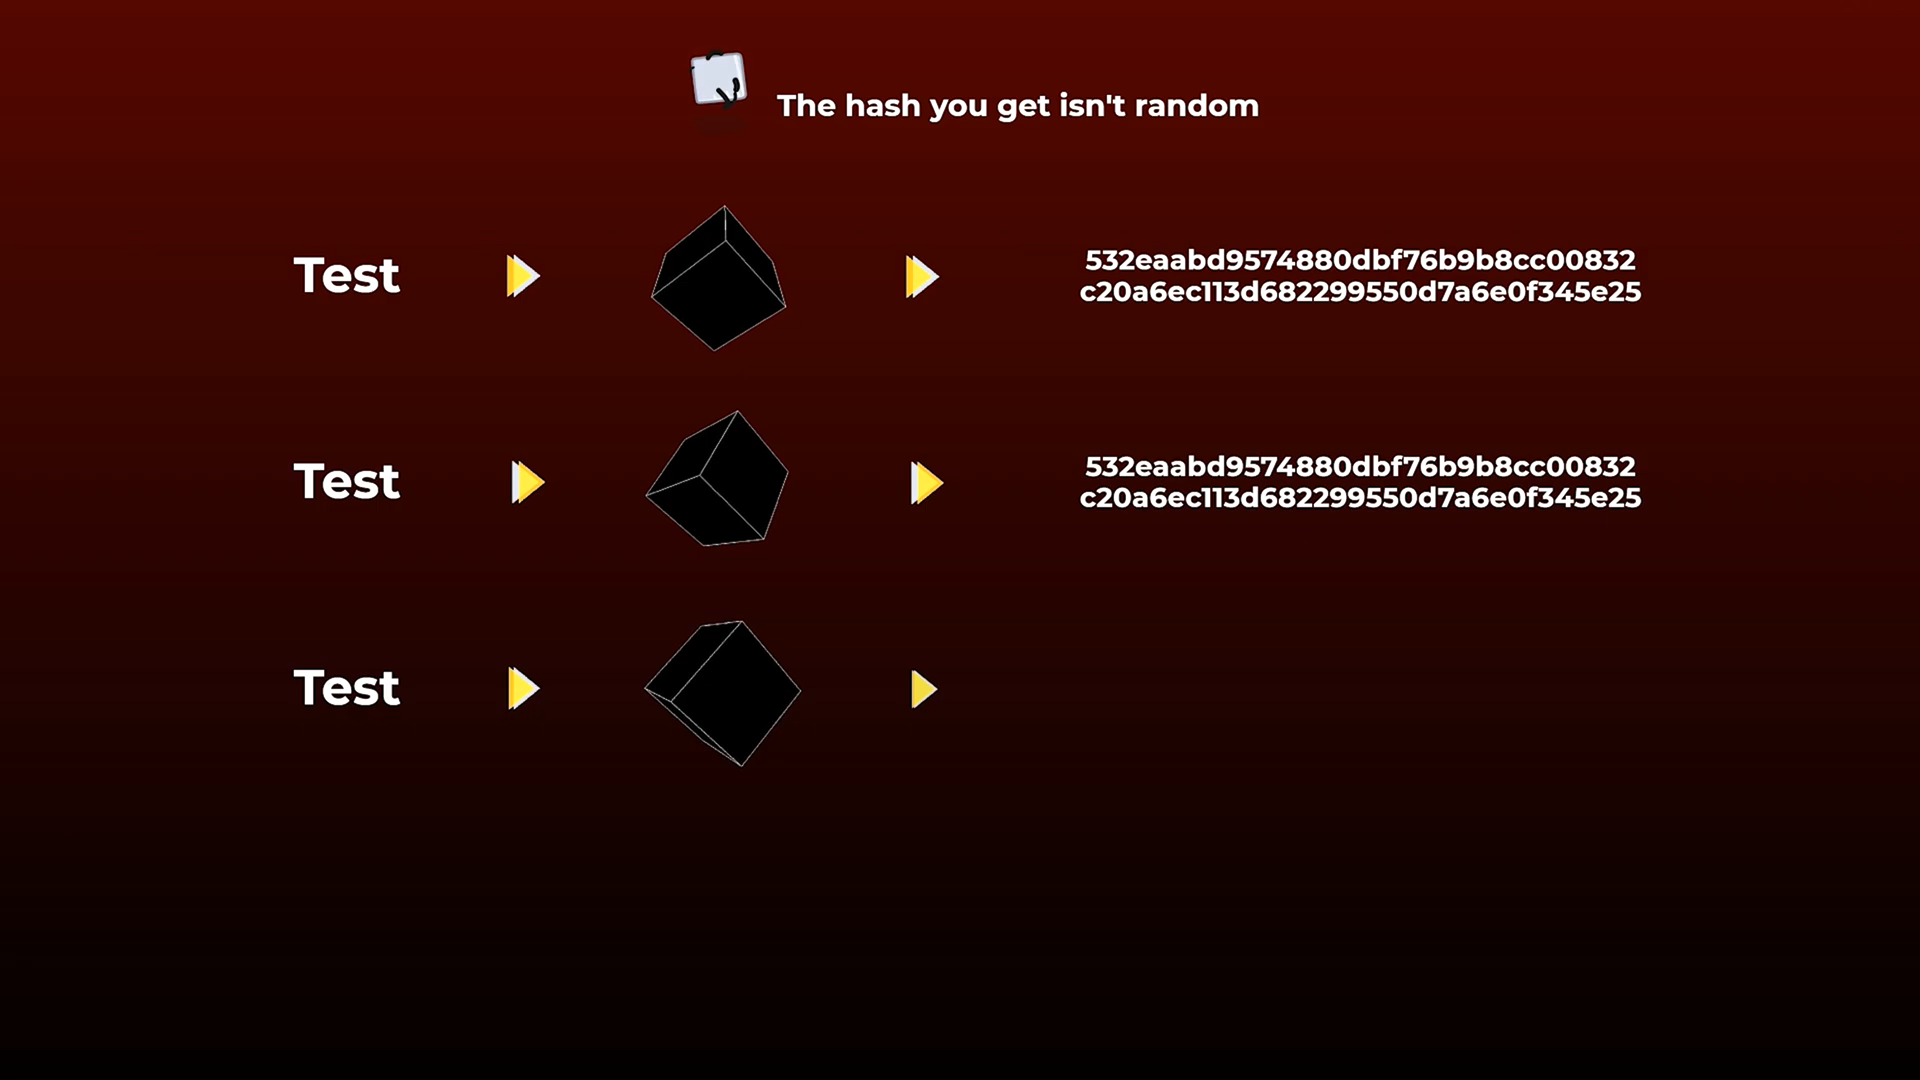 The hash you get isn't random
Test
532eaabd9574880dbf76b9b8cc00832
c20a6ec113d682299550d7a6e0f345e25
Test
532eaabd9574880dbf76b9b8cc00832
c20a6ec113d682299550d7a6e0f345e25
Test